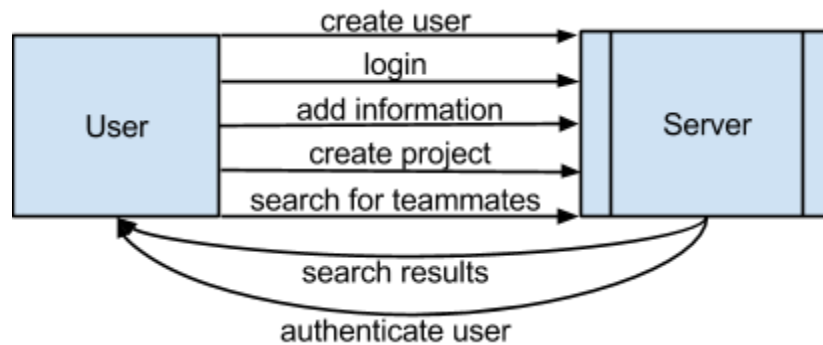 create user
login
add information
create project
search for teammates
User
Server
search results
authenticate user